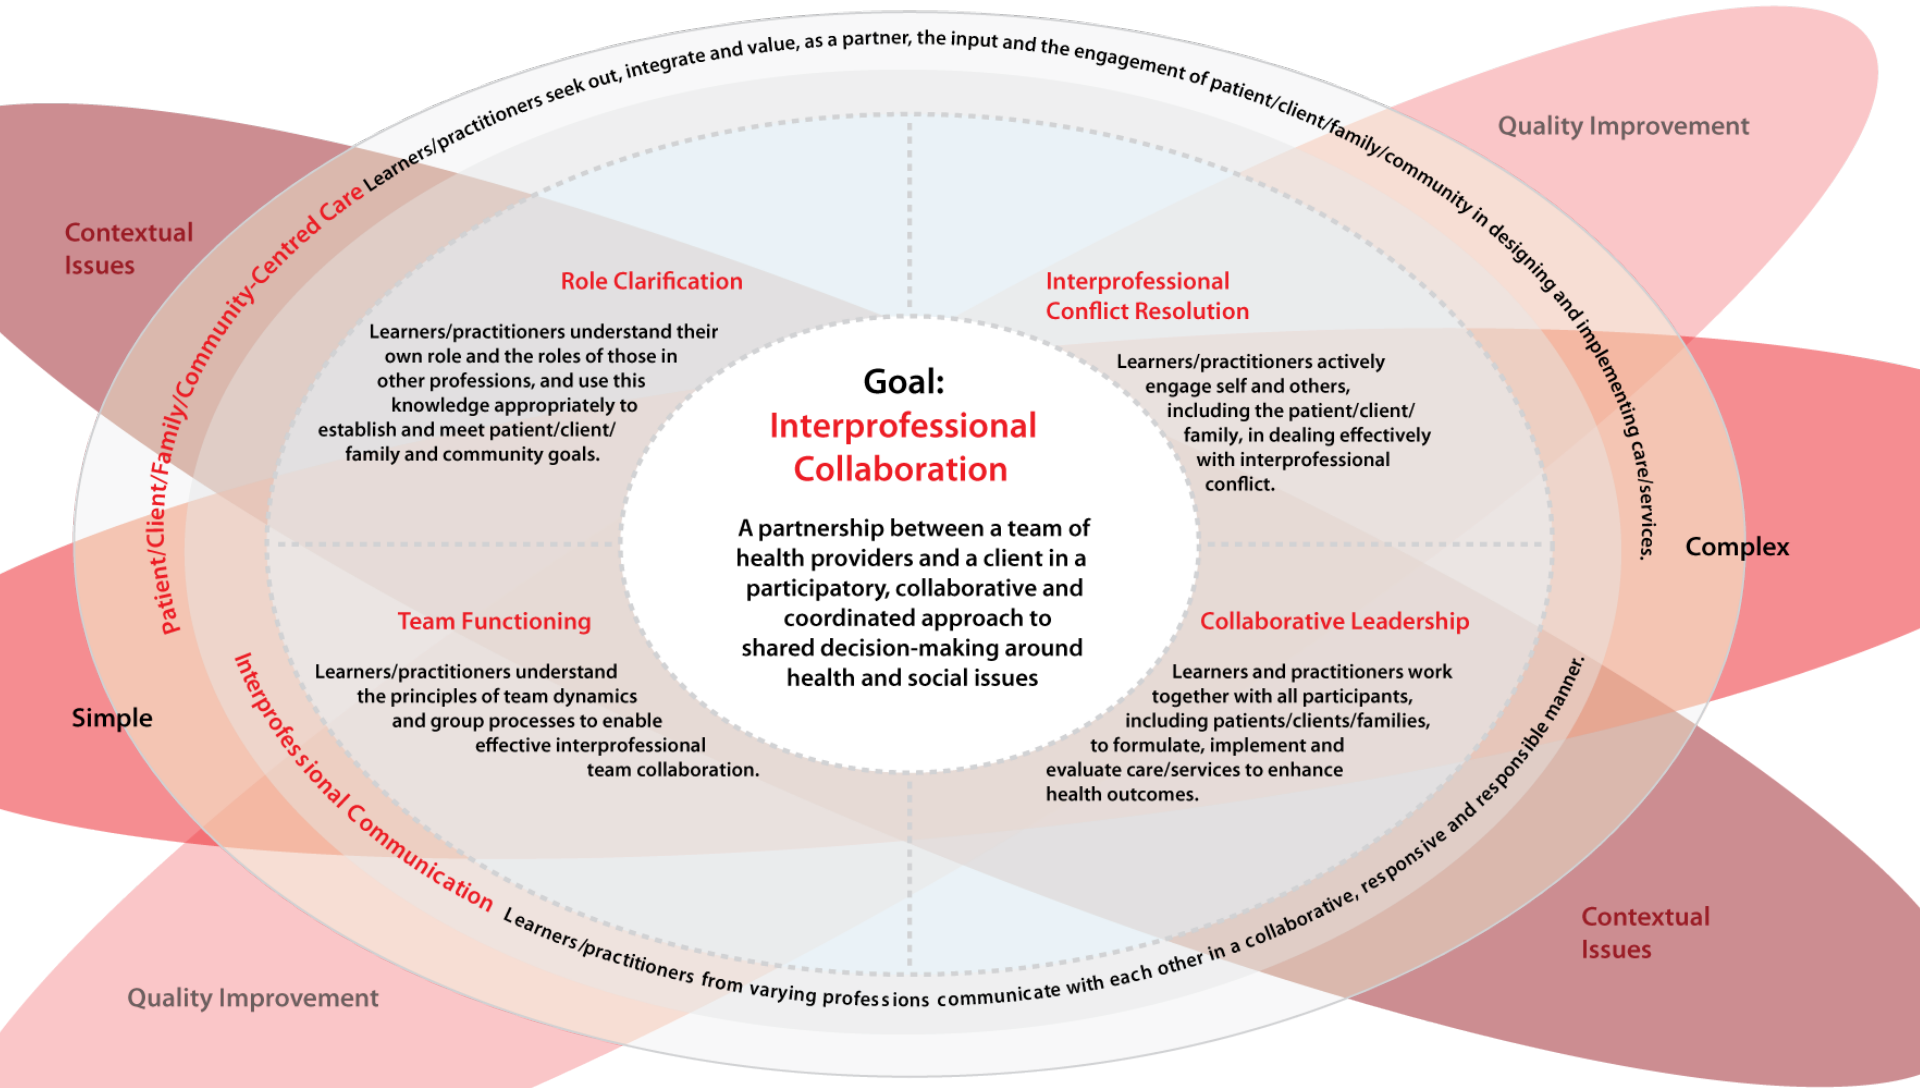 Patient/Client/Family/Community-Centred Care Learners/practitioners seek out, integrate and value, as a partner, the input and the engagement of patient/client/family/community in designing and implementing care/services.
Quality Improvement
Contextual
Issues
Role Clarification
Learners/practitioners understand their
own role and the roles of those in
other professions, and use this
knowledge appropriately to
establish and meet patient/client/
family and community goals.
Interprofessional
Conflict Resolution
Learners/practitioners actively
engage self and others,
including the patient/client/
family, in dealing effectively
with interprofessional
conflict.
Goal:
Interprofessional
Collaboration
A partnership between a team of
health providers and a client in a
participatory, collaborative and
coordinated approach to
shared decision-making around
health and social issues
Complex
Simple
Team Functioning
Learners/practitioners understand
the principles of team dynamics
and group processes to enable
effective interprofessional
team collaboration.
Collaborative Leadership
Learners and practitioners work
together with all participants,
including patients/clients/families,
to formulate, implement and
evaluate care/services to enhance
health outcomes.
Interprofessional Communication Learners/practitioners from varying professions communicate with each other in a collaborative, responsive and responsible manner.
Contextual
Issues
Quality Improvement